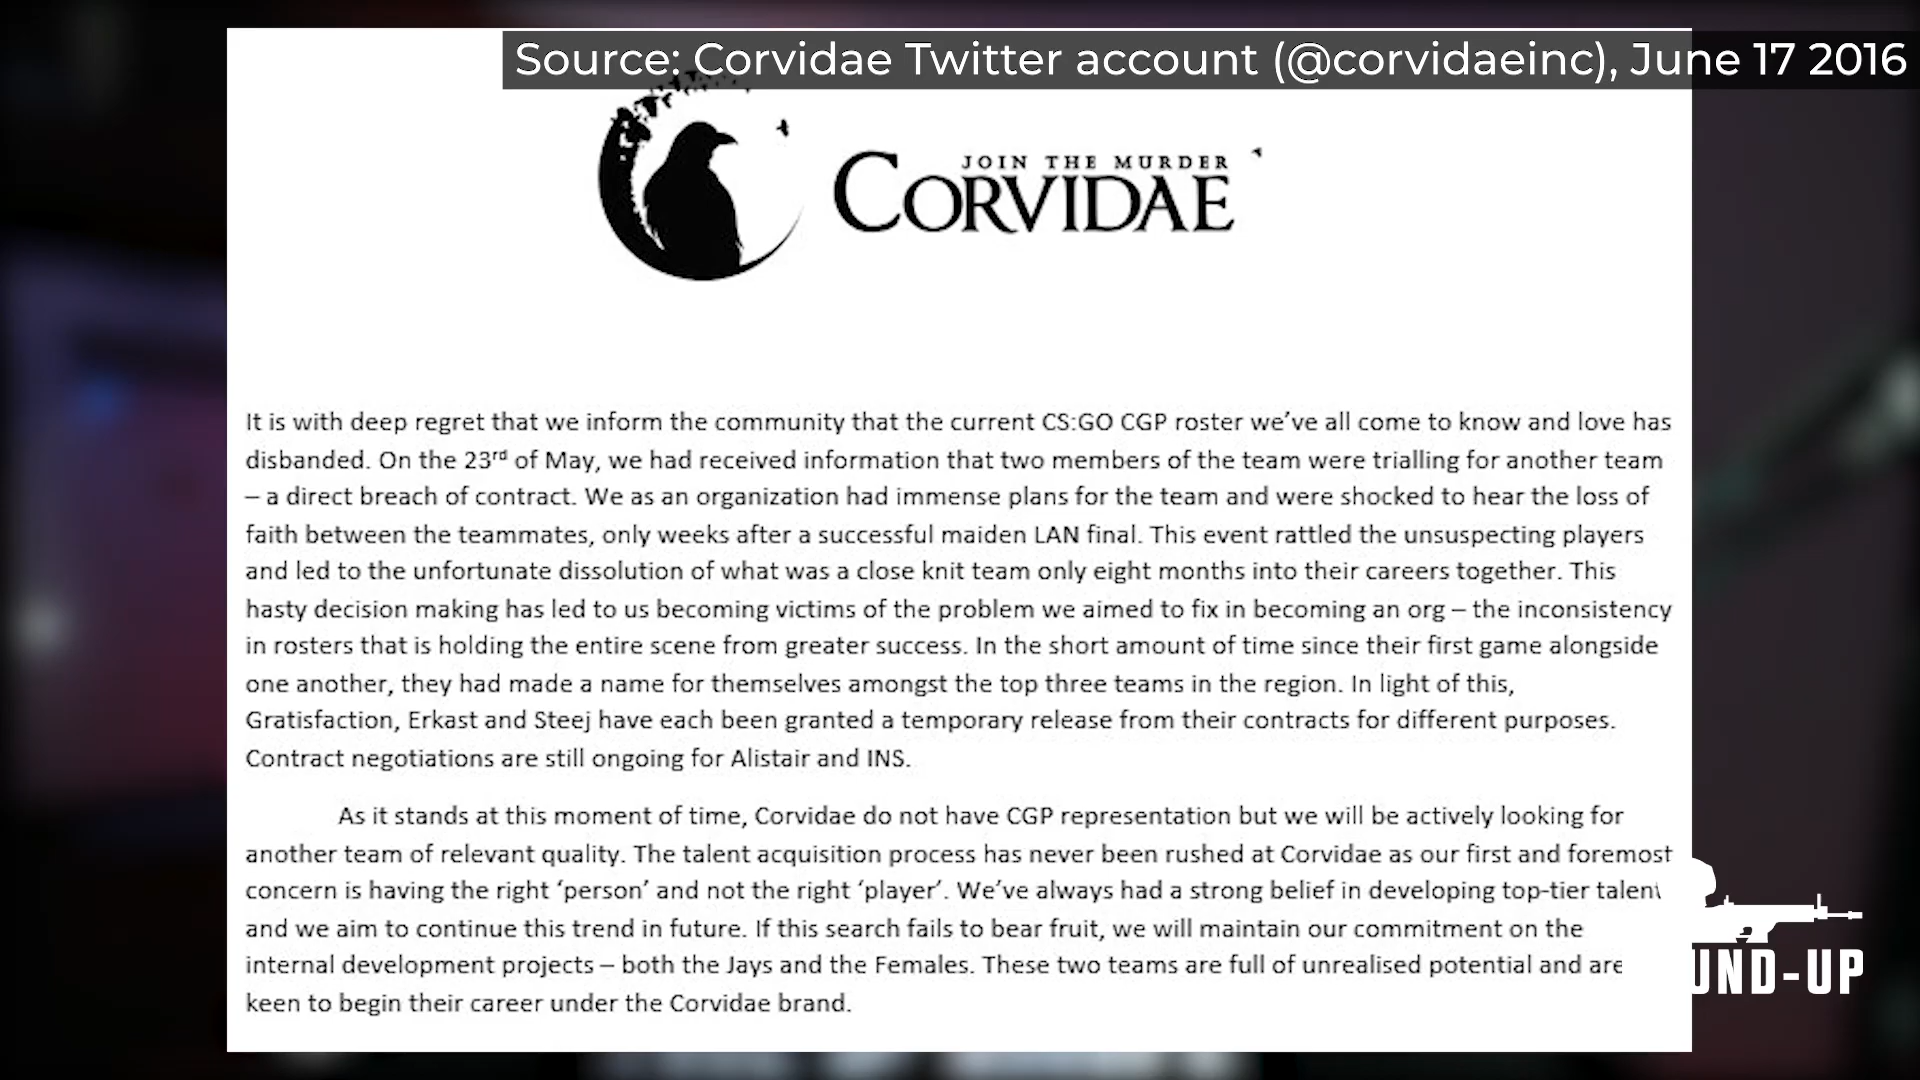 Source: Corvidae Twitter account (@corvidaeinc), June 17 2016
JOIN THE MURDER
CORVIDAE
It is with deep regret that we inform the community that the current CS:GO CGP roster we’ve all come to know and love has
disbanded. On the 23rd of May, we had received information that two members of the team were trialling for another team
– a direct breach of contract. We as an organization had immense plans for the team and were shocked to hear the loss of
faith between the teammates, only weeks after a successful maiden LAN final. This event rattled the unsuspecting players
and led to the unfortunate dissolution of what was a close knit team only eight months into their careers together. This
hasty decision making has led to us becoming victims of the problem we aimed to fix in becoming an org – the inconsistency
in rosters that is holding the entire scene from greater success. In the short amount of time since their first game alongside
one another, they had made a name for themselves amongst the top three teams in the region. In light of this,
Gratisfaction, Erkast and Steej have each been granted a temporary release from their contracts for different purposes.
Contract negotiations are still ongoing for Alistair and INS.
As it stands at this moment of time, Corvidae do not have CGP representation but we will be actively looking for
another team of relevant quality. The talent acquisition process has never been rushed at Corvidae as our first and foremost
concern is having the right ‘person’ and not the right ‘player’. We’ve always had a strong belief in developing top-tier talent
and we aim to continue this trend in future. If this search fails to bear fruit, we will maintain our commitment on the
internal development projects – both the Jays and the Females. These two teams are full of unrealised potential and are
keen to begin their career under the Corvidae brand.
UND-UP